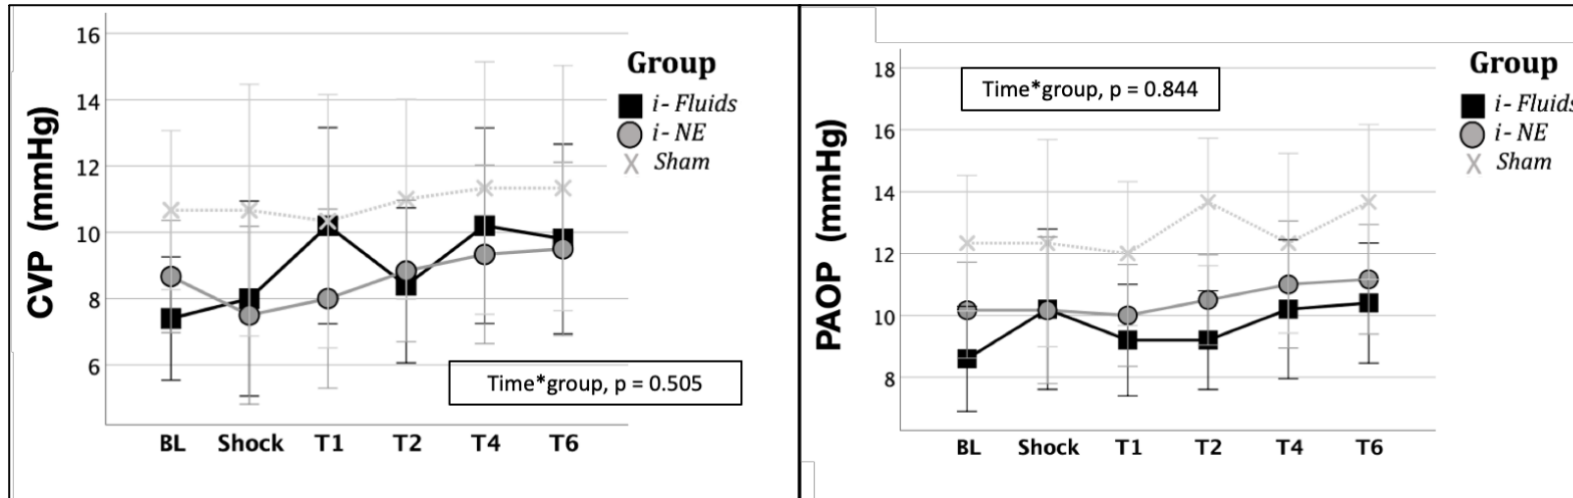 CVP (mmHg)
16
14
12
10
8
6
BL Shock T1 T2 T4 T6
Group
i- Fluids
i- NE
Sham
Time*group, p = 0.505
PAOP (mmHg)
18
16
14
12
10
8
BL Shock T1 T2 T4 T6
Time*group, p = 0.844
Group
i- Fluids
i- NE
Sham